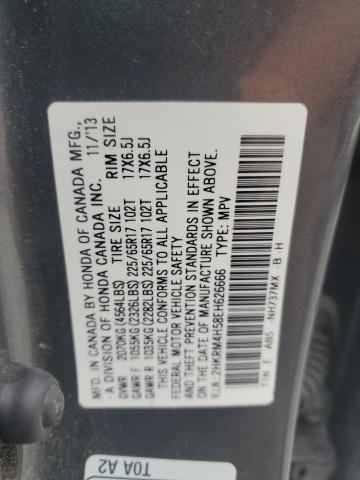 MFD. IN CANADA BY HONDA OF CANADA MFG.,
A DIVISION OF HONDA CANADA INC. 11/13
TIRE SIZE RIM SIZE
GVWR 2070KG (4564LBS)
GAWR F 1055KG (2326LBS) 225/65R17 102T 17X6.5J
GAWR R 1035KG (2282LBS) 225/65R17 102T 17X6.5J
THIS VEHICLE CONFORMS TO ALL APPLICABLE
FEDERAL MOTOR VEHICLE SAFETY
AND THEFT PREVENTION STANDARDS IN EFFECT
ON THE DATE OF MANUFACTURE SHOWN ABOVE.
V.I.N. 2HKRM4H58EH626666 TYPE: MPV
E AB5 -NH737MX -B-H
T0A A2